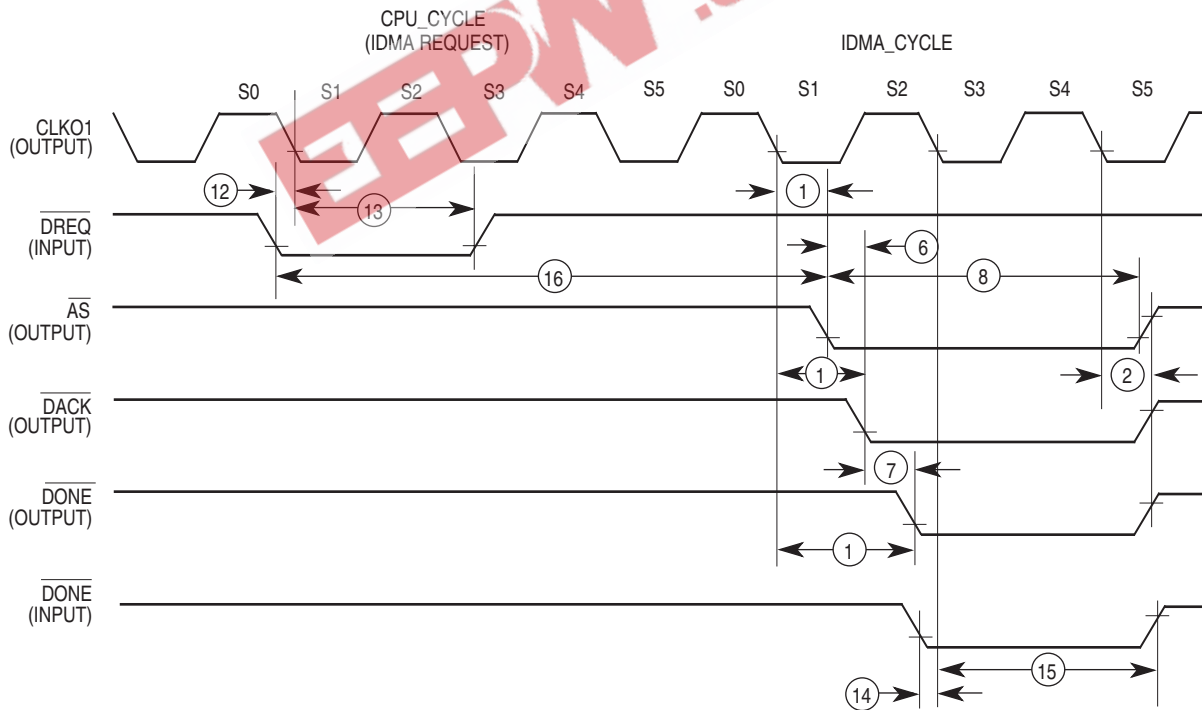 CPU_CYCLE
(IDMA REQUEST)
IDMA_CYCLE
S0 S1 S2 S3 S4 S5 S0 S1 S2 S3 S4 S5
CLKO1
(OUTPUT)
12
13
1
DREQ
(INPUT)
6
16
8
AS
(OUTPUT)
1
2
DACK
(OUTPUT)
7
DONE
(OUTPUT)
1
DONE
(INPUT)
15
14
EEPW